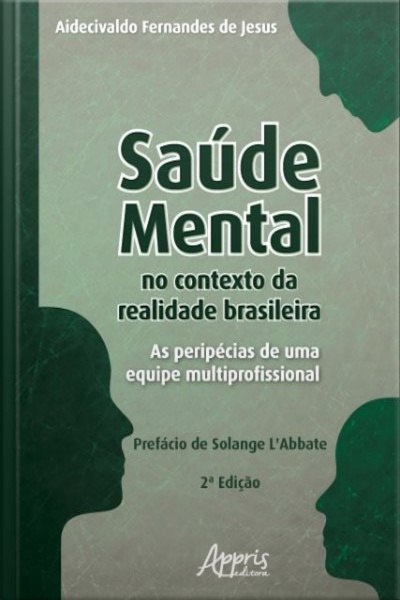 Aidecivaldo Fernandes de Jesus
Saúde
Mental
no contexto da
realidade brasileira
As peripécias de uma
equipe multiprofissional
Prefácio de Solange L'Abbate
2ª Edição
Appris
editora